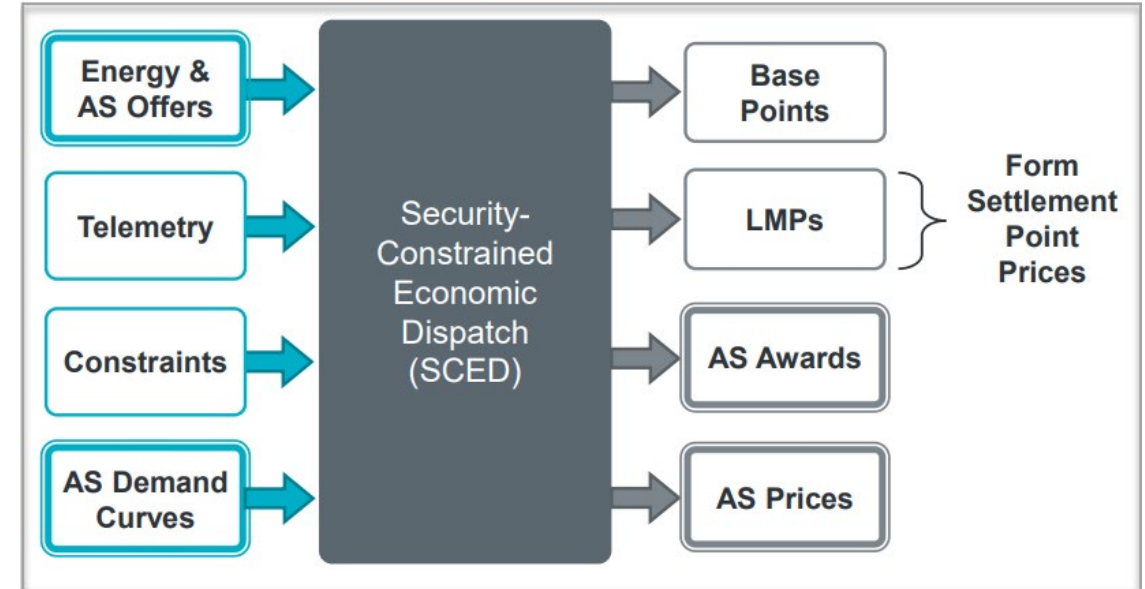 Energy &
AS Offers
Telemetry
Constraints
AS Demand
Curves
Security-
Constrained
Economic
Dispatch
(SCED)
Base
Points
LMPs
AS Awards
AS Prices
Form
Settlement
Point
Prices